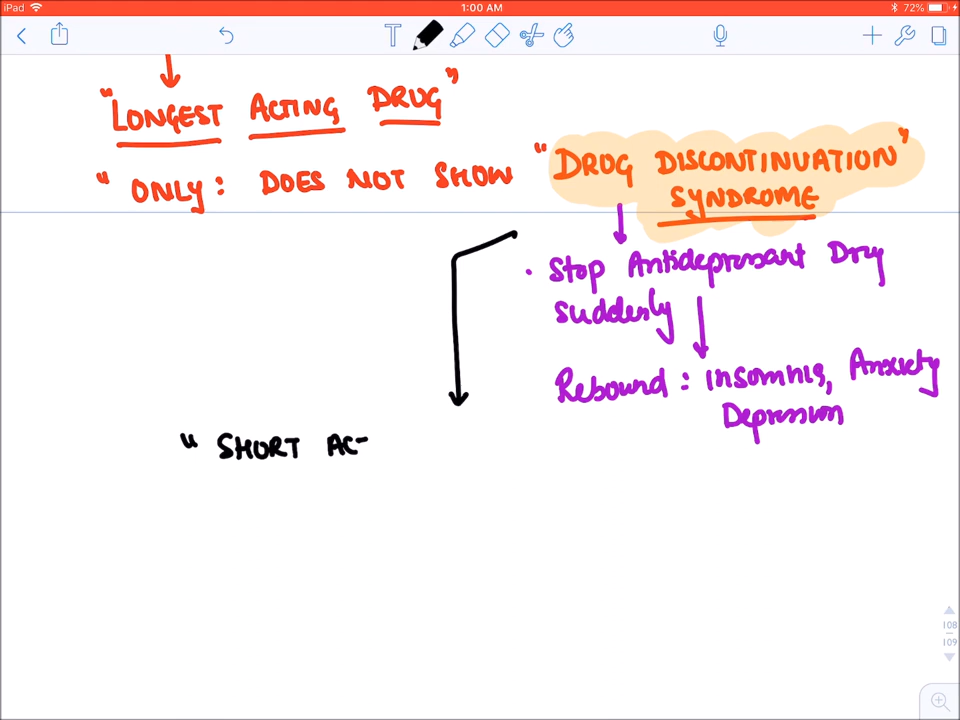 iPad 1:00 AM 72%
T
"LONGEST ACTING DRUG"
"ONLY: DOES NOT SHOW "DRUG DISCONTINUATION"
SYNDROME
• Stop Antidepressant Drug
Suddenly
Rebound: Insomnia, Anxiety
Depression
" SHORT AC-
108
109